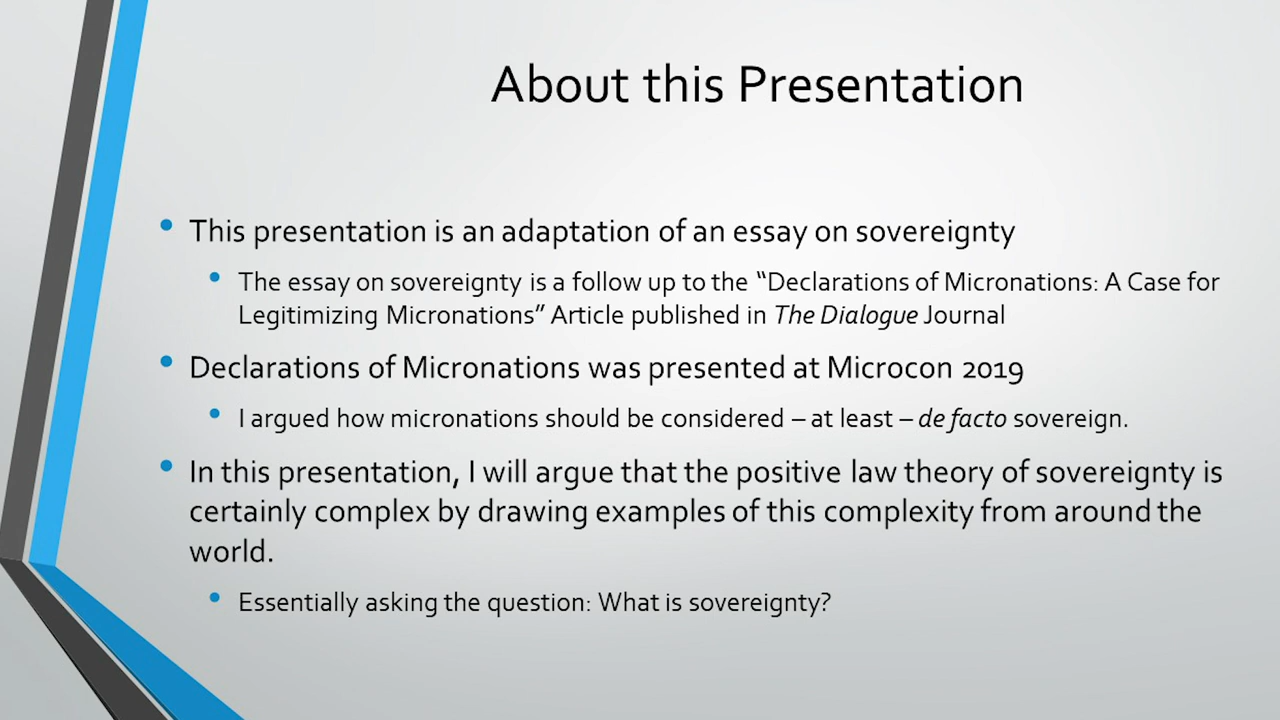 About this Presentation
• This presentation is an adaptation of an essay on sovereignty
• The essay on sovereignty is a follow up to the “Declarations of Micronations: A Case for
Legitimizing Micronations” Article published in The Dialogue Journal
• Declarations of Micronations was presented at Microcon 2019
• I argued how micronations should be considered – at least – de facto sovereign.
• In this presentation, I will argue that the positive law theory of sovereignty is
certainly complex by drawing examples of this complexity from around the
world.
• Essentially asking the question: What is sovereignty?